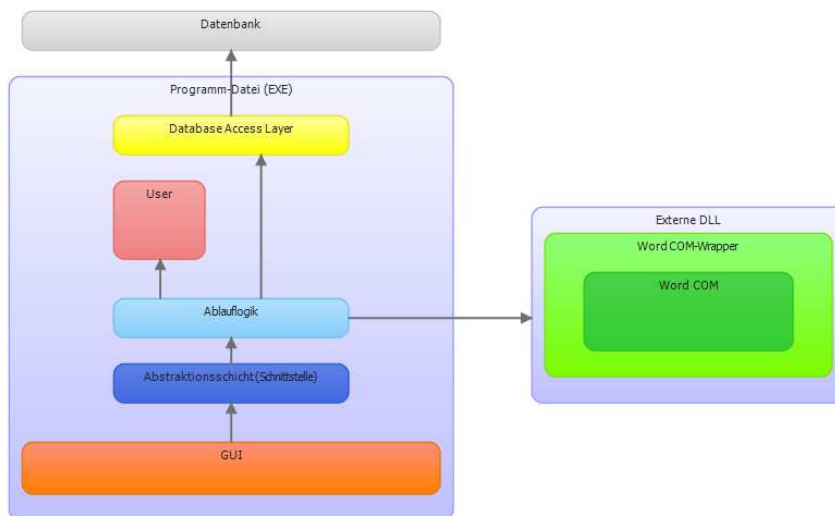 Datenbank
Programm-Datei (EXE)
Database Access Layer
User
Externe DLL
Word COM-Wrapper
Word COM
Ablauflogik
Abstraktionsschicht (Schnittstelle)
GUI